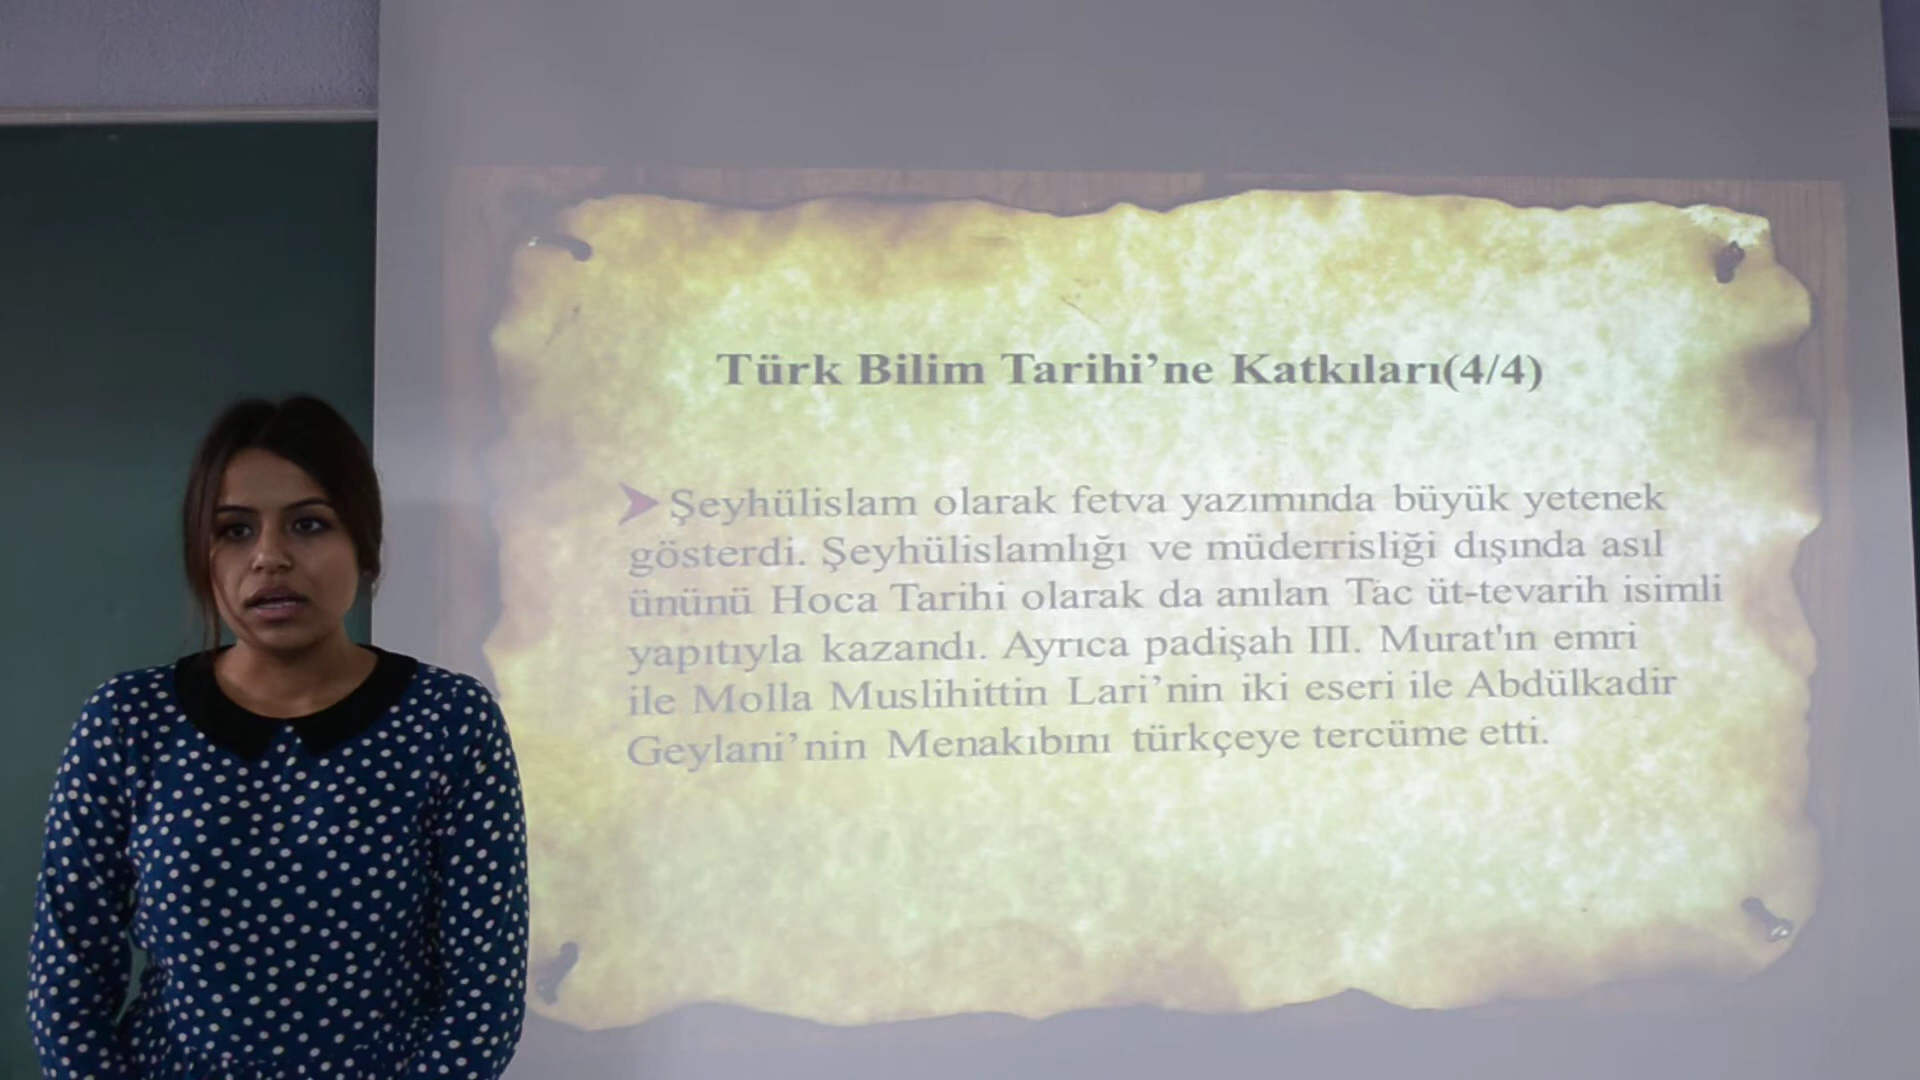 Türk Bilim Tarihi’ne Katkıları(4/4)
Şeyhülislam olarak fetva yazımında büyük yetenek
gösterdi. Şeyhülislamlığı ve müderrisliği dışında asıl
ününü Hoca Tarihi olarak da anılan Tac üt-tevarih isimli
yapıtıyla kazandı. Ayrıca padişah III. Murat'ın emri
ile Molla Muslihittin Lari’nin iki eseri ile Abdülkadir
Geylani’nin Menakıbını türkçeye tercüme etti.